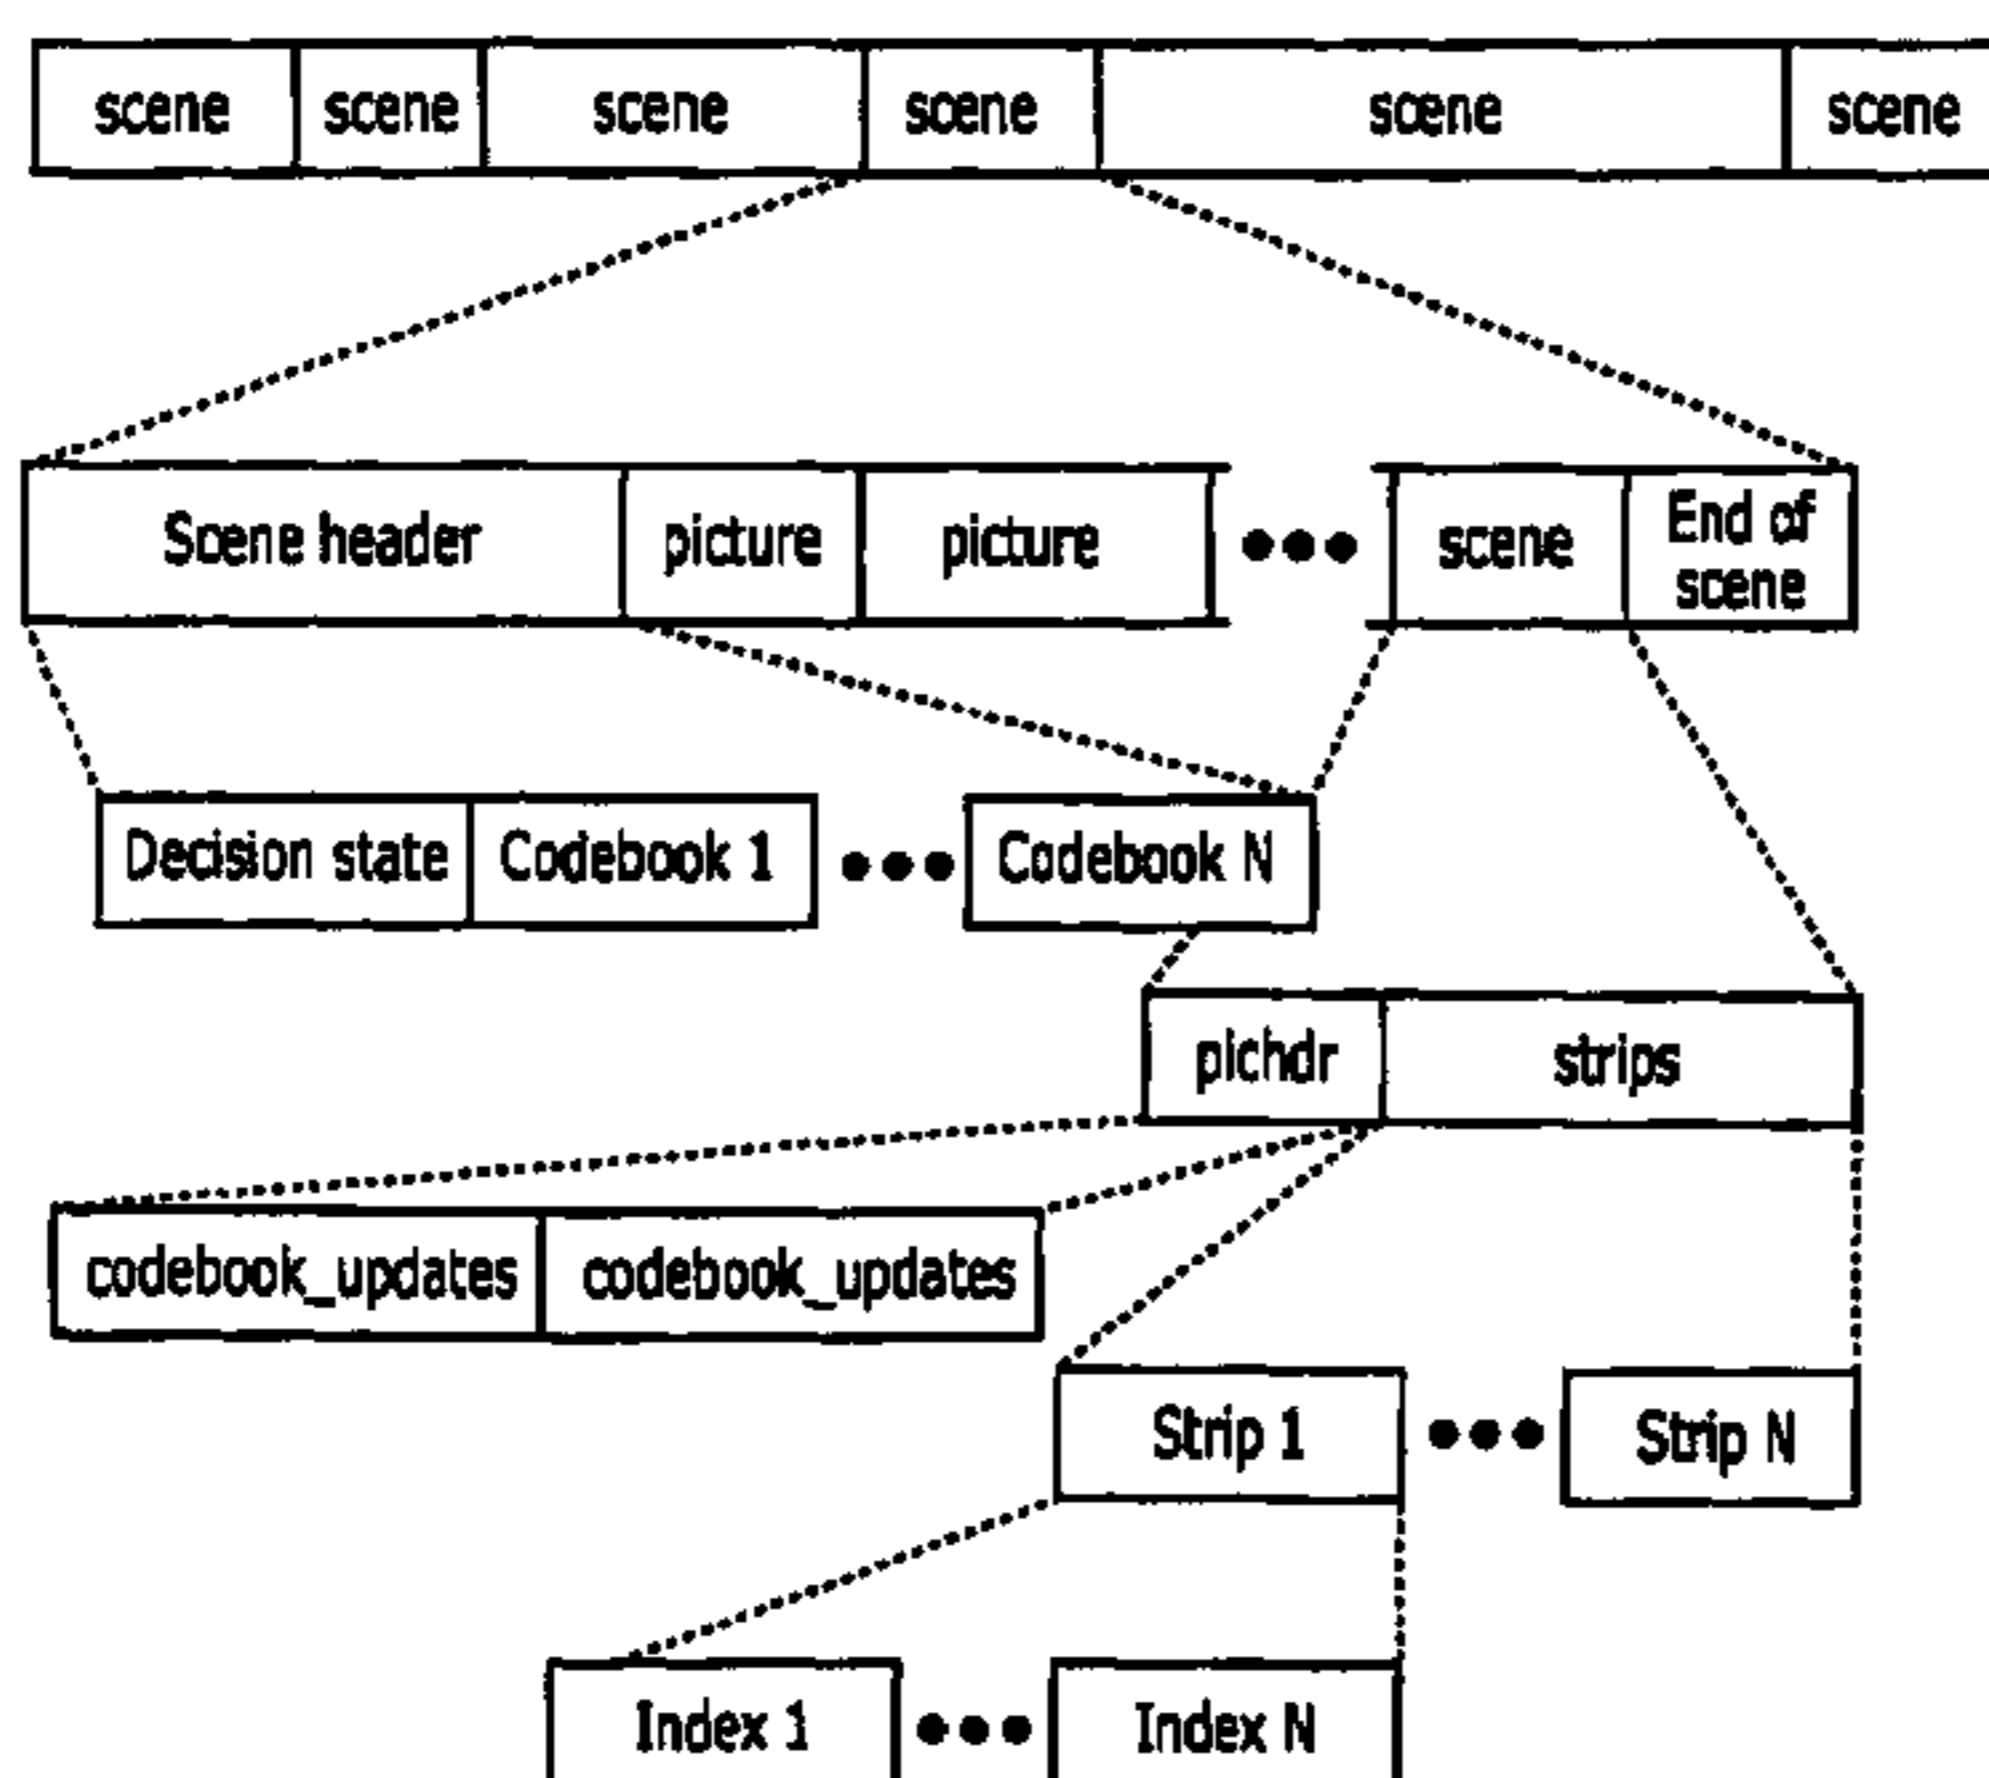 scene scene scene scene scene scene
Scene header picture picture scene End of
scene
Decision state Codebook 1 Codebook N
pichdr strips
codebook_updates codebook_updates
Strip 1 Strip N
Index 1 Index N